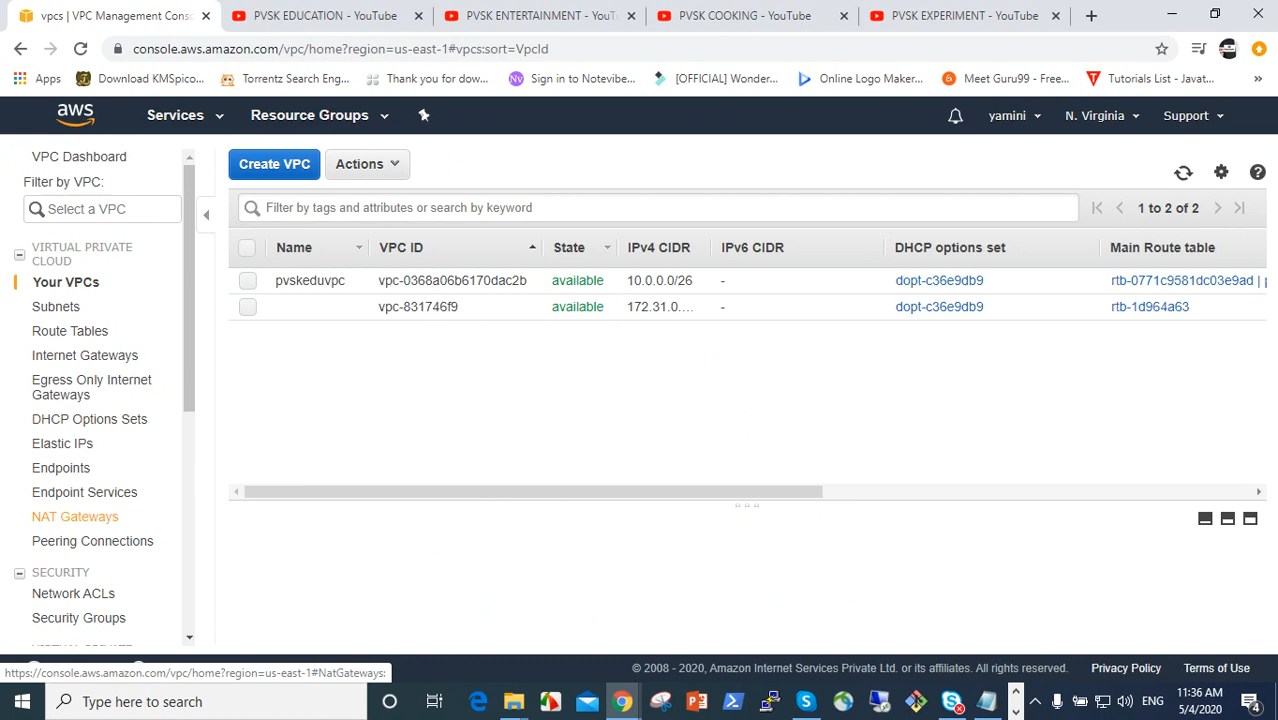 vpcs | VPC Management Cons
PVSK EDUCATION - YouTube
PVSK ENTERTAINMENT - YouT
PVSK COOKING - YouTube
PVSK EXPERIMENT - YouTube
console.aws.amazon.com/vpc/home?region=us-east-1#vpcs:sort=VpcId
Apps
Download KMSpico...
Torrentz Search Eng...
Thank you for dow...
Sign in to Notevibe...
[OFFICIAL] Wonder...
Online Logo Maker...
Meet Guru99 - Free...
Tutorials List - Javat...
»
aws
Services
Resource Groups
yamini
N. Virginia
Support
VPC Dashboard
Filter by VPC:
Select a VPC
VIRTUAL PRIVATE
CLOUD
Your VPCs
Subnets
Route Tables
Internet Gateways
Egress Only Internet
Gateways
DHCP Options Sets
Elastic IPs
Endpoints
Endpoint Services
NAT Gateways
Peering Connections
SECURITY
Network ACLs
Security Groups
Create VPC
Actions
Filter by tags and attributes or search by keyword
1 to 2 of 2
Name VPC ID State IPv4 CIDR IPv6 CIDR DHCP options set Main Route table
pvskeduvpc vpc-0368a06b6170dac2b available 10.0.0.0/26 - dopt-c36e9db9 rtb-0771c9581dc03e9ad |
vpc-831746f9 available 172.31.0.... - dopt-c36e9db9 rtb-1d964a63
https://console.aws.amazon.com/vpc/home?region=us-east-1#NatGateways:
© 2008 - 2020, Amazon Internet Services Private Ltd. or its affiliates. All rights reserved.
Privacy Policy
Terms of Use
Type here to search
ENG
11:36 AM
5/4/2020
4